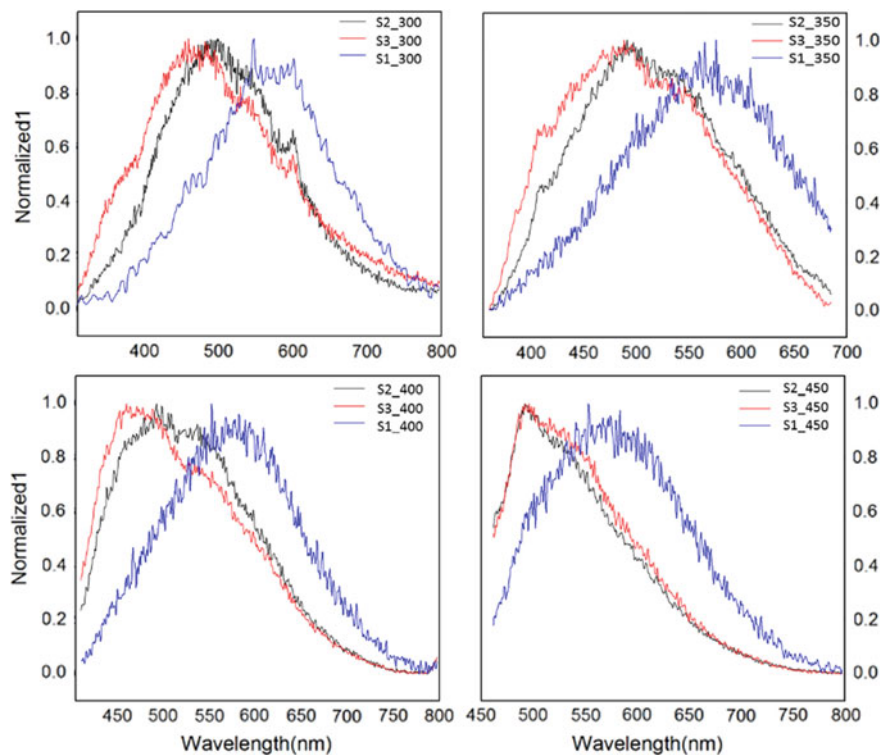 S2_300
S3_300
S1_300
1.0
0.8
0.6
0.4
0.2
0.0
Normalized1
400 500 600 700 800
S2_350
S3_350
S1_350
1.0
0.8
0.6
0.4
0.2
0.0
400 450 500 550 600 650 700
S2_400
S3_400
S1_400
1.0
0.8
0.6
0.4
0.2
0.0
Normalized1
450 500 550 600 650 700 750 800
Wavelength(nm)
S2_450
S3_450
S1_450
1.0
0.8
0.6
0.4
0.2
0.0
450 500 550 600 650 700 750 800
Wavelength(nm)